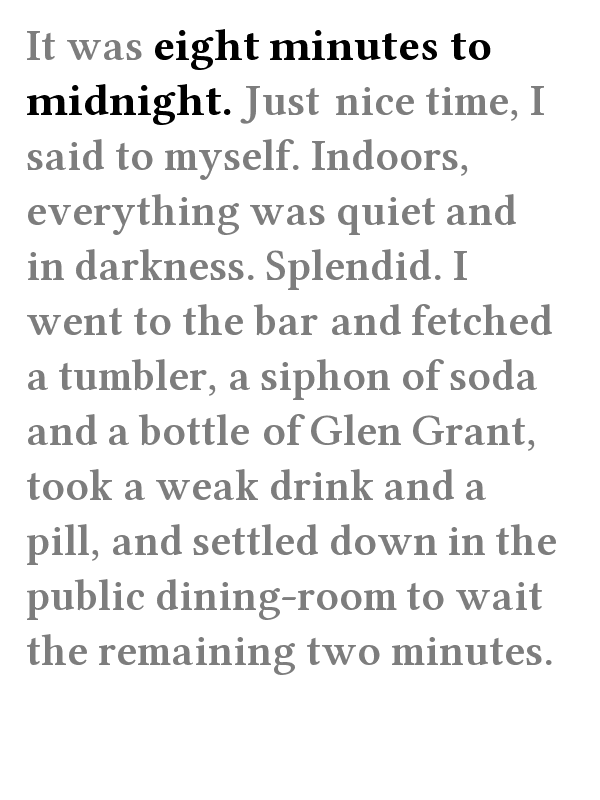 It was eight minutes to
midnight. Just nice time, I
said to myself. Indoors,
everything was quiet and
in darkness. Splendid. I
went to the bar and fetched
a tumbler, a siphon of soda
and a bottle of Glen Grant,
took a weak drink and a
pill, and settled down in the
public dining-room to wait
the remaining two minutes.